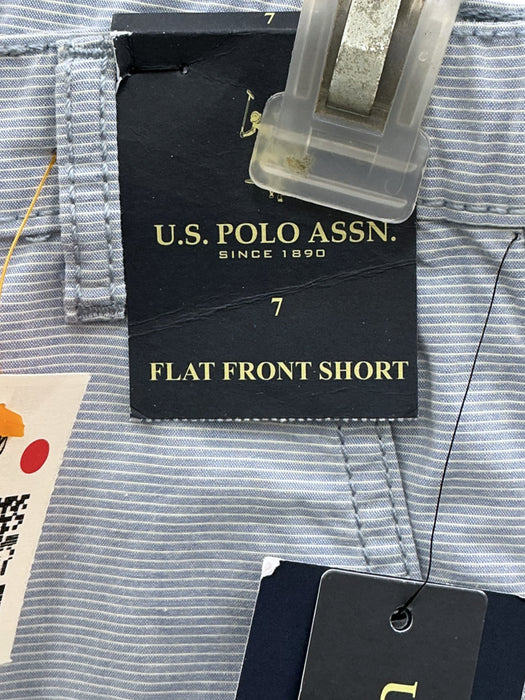 7
U.S. POLO ASSN.
SINCE 1890
7
FLAT FRONT SHORT